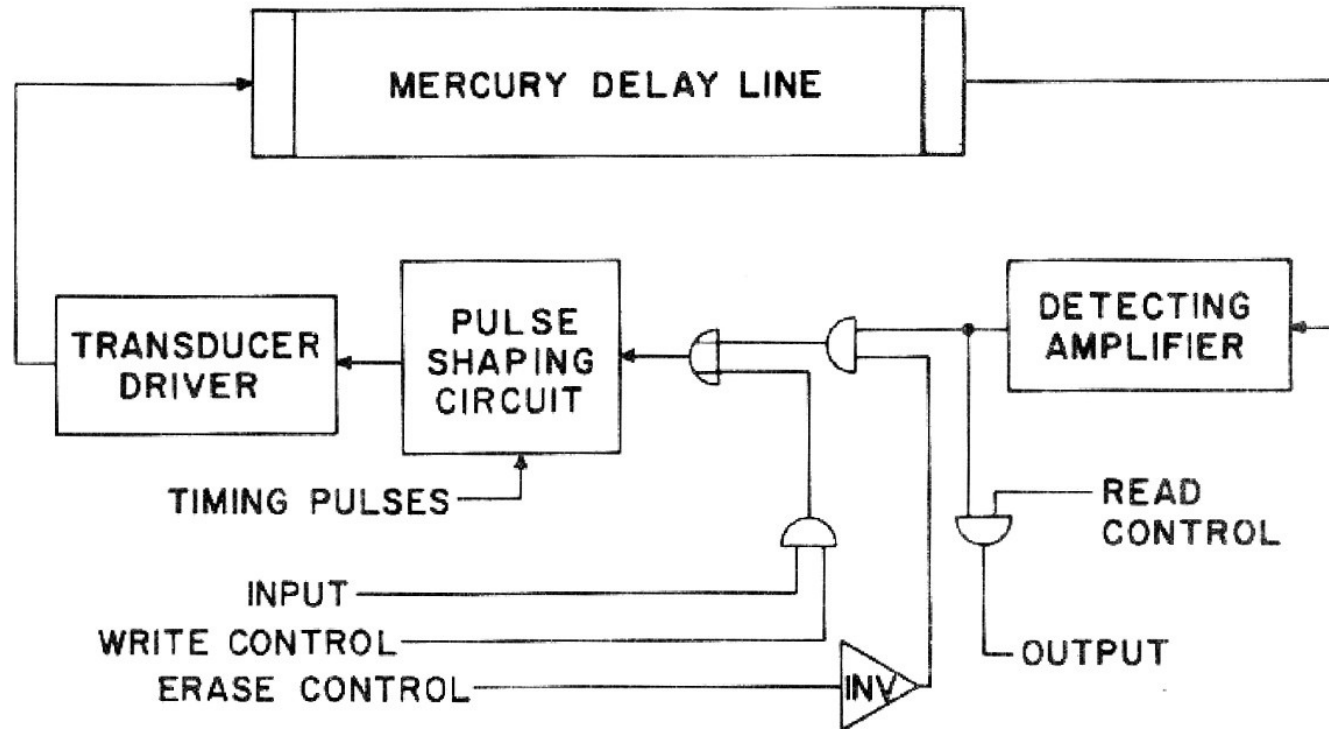 MERCURY DELAY LINE
TRANSDUCER
DRIVER
PULSE
SHAPING
CIRCUIT
DETECTING
AMPLIFIER
TIMING PULSES
READ
CONTROL
INPUT
WRITE CONTROL
OUTPUT
ERASE CONTROL
INV